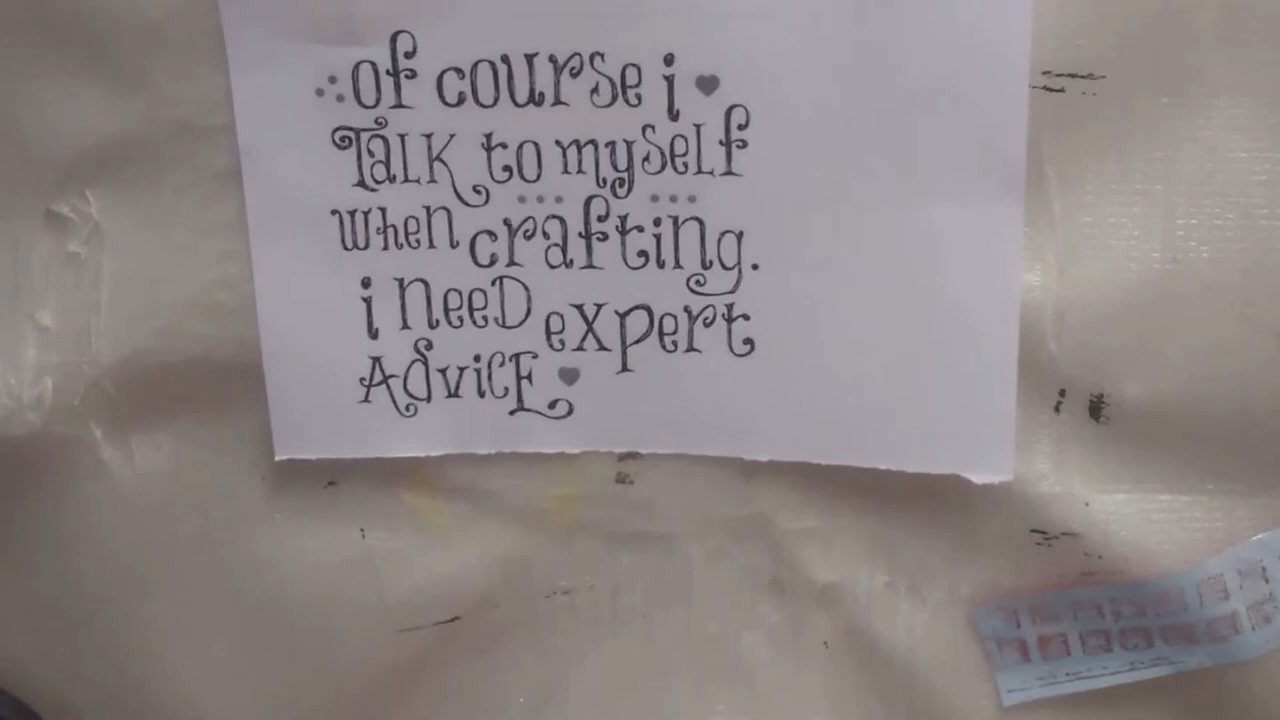 of course i
TaLK to myseLf
when crafting.
i NeeD expert
AdviCE